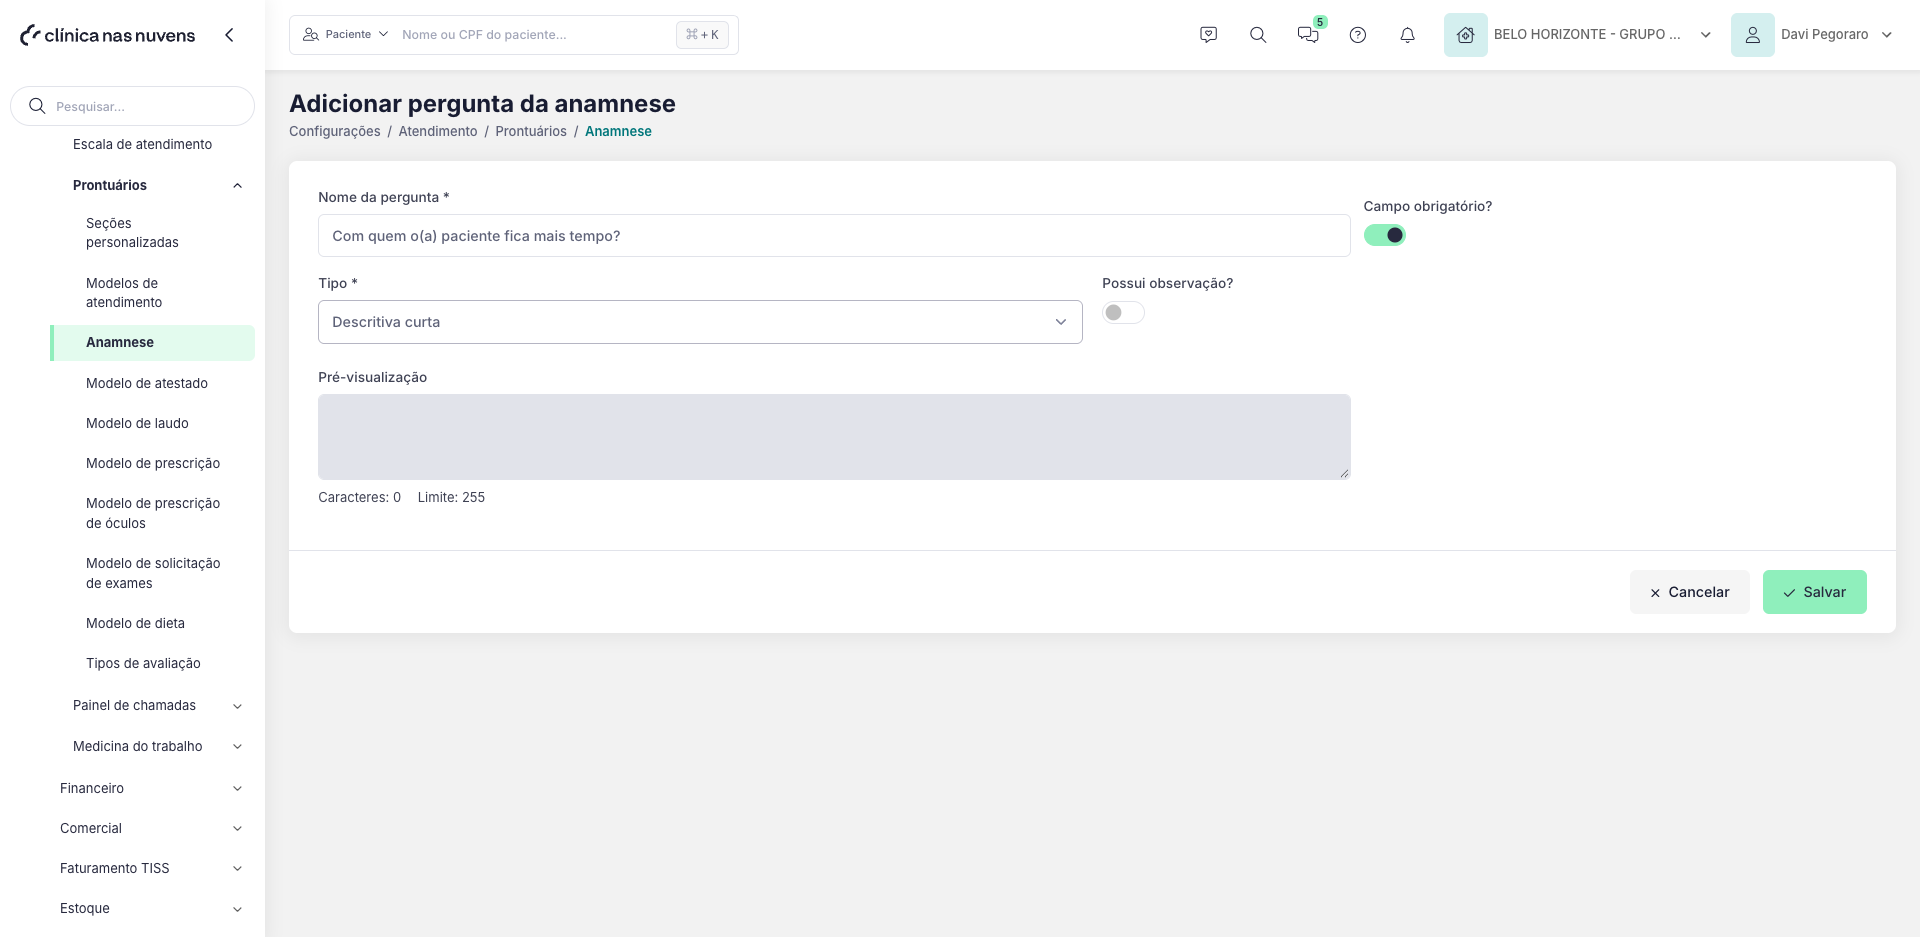 clínica nas nuvens
Paciente
Nome ou CPF do paciente...
⌘ + K
5
BELO HORIZONTE - GRUPO ...
Davi Pegoraro
Pesquisar...
Escala de atendimento
Prontuários
Seções
personalizadas
Modelos de
atendimento
Anamnese
Modelo de atestado
Modelo de laudo
Modelo de prescrição
Modelo de prescrição
de óculos
Modelo de solicitação
de exames
Modelo de dieta
Tipos de avaliação
Painel de chamadas
Medicina do trabalho
Financeiro
Comercial
Faturamento TISS
Estoque
Adicionar pergunta da anamnese
Configurações / Atendimento / Prontuários / Anamnese
Nome da pergunta *
Com quem o(a) paciente fica mais tempo?
Campo obrigatório?
Tipo *
Descritiva curta
Possui observação?
Pré-visualização
Caracteres: 0 Limite: 255
Cancelar
Salvar